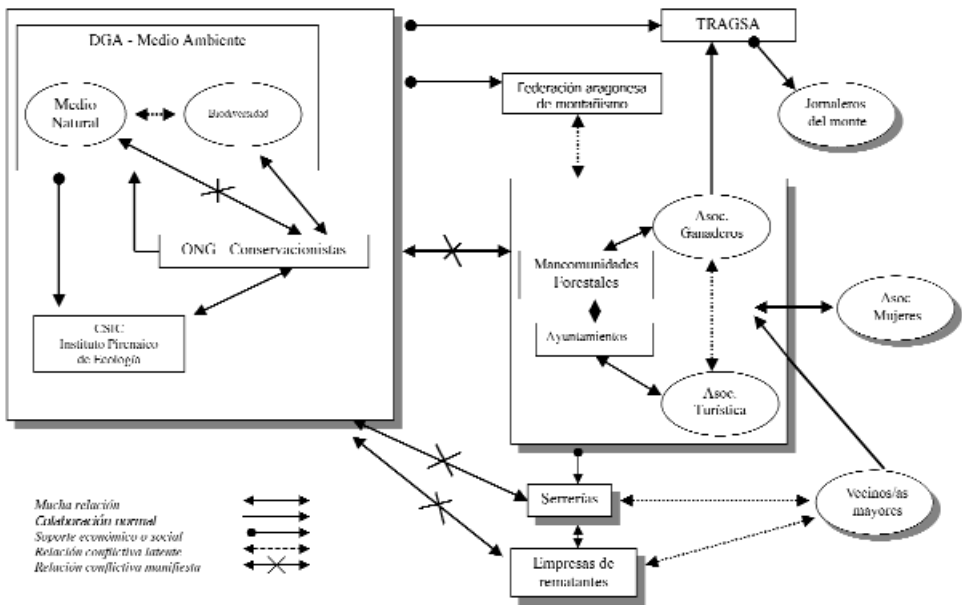 DGA - Medio Ambiente
Medio
Natural
Biodiversidad
ONG Conservacionistas
CSIC
Instituto Pirenaico
de Ecología
TRAGSA
Federación aragonesa
de montañismo
Jornaleros
del monte
Asoc.
Ganaderos
Mancomunidades
Forestales
Ayuntamientos
Asoc.
Turística
Asoc
Mujeres
Serrerías
Vecinos/as
mayores
Empresas de
rematantes
Mucha relación
Colaboración normal
Soporte económico o social
Relación conflictiva latente
Relación conflictiva manifiesta